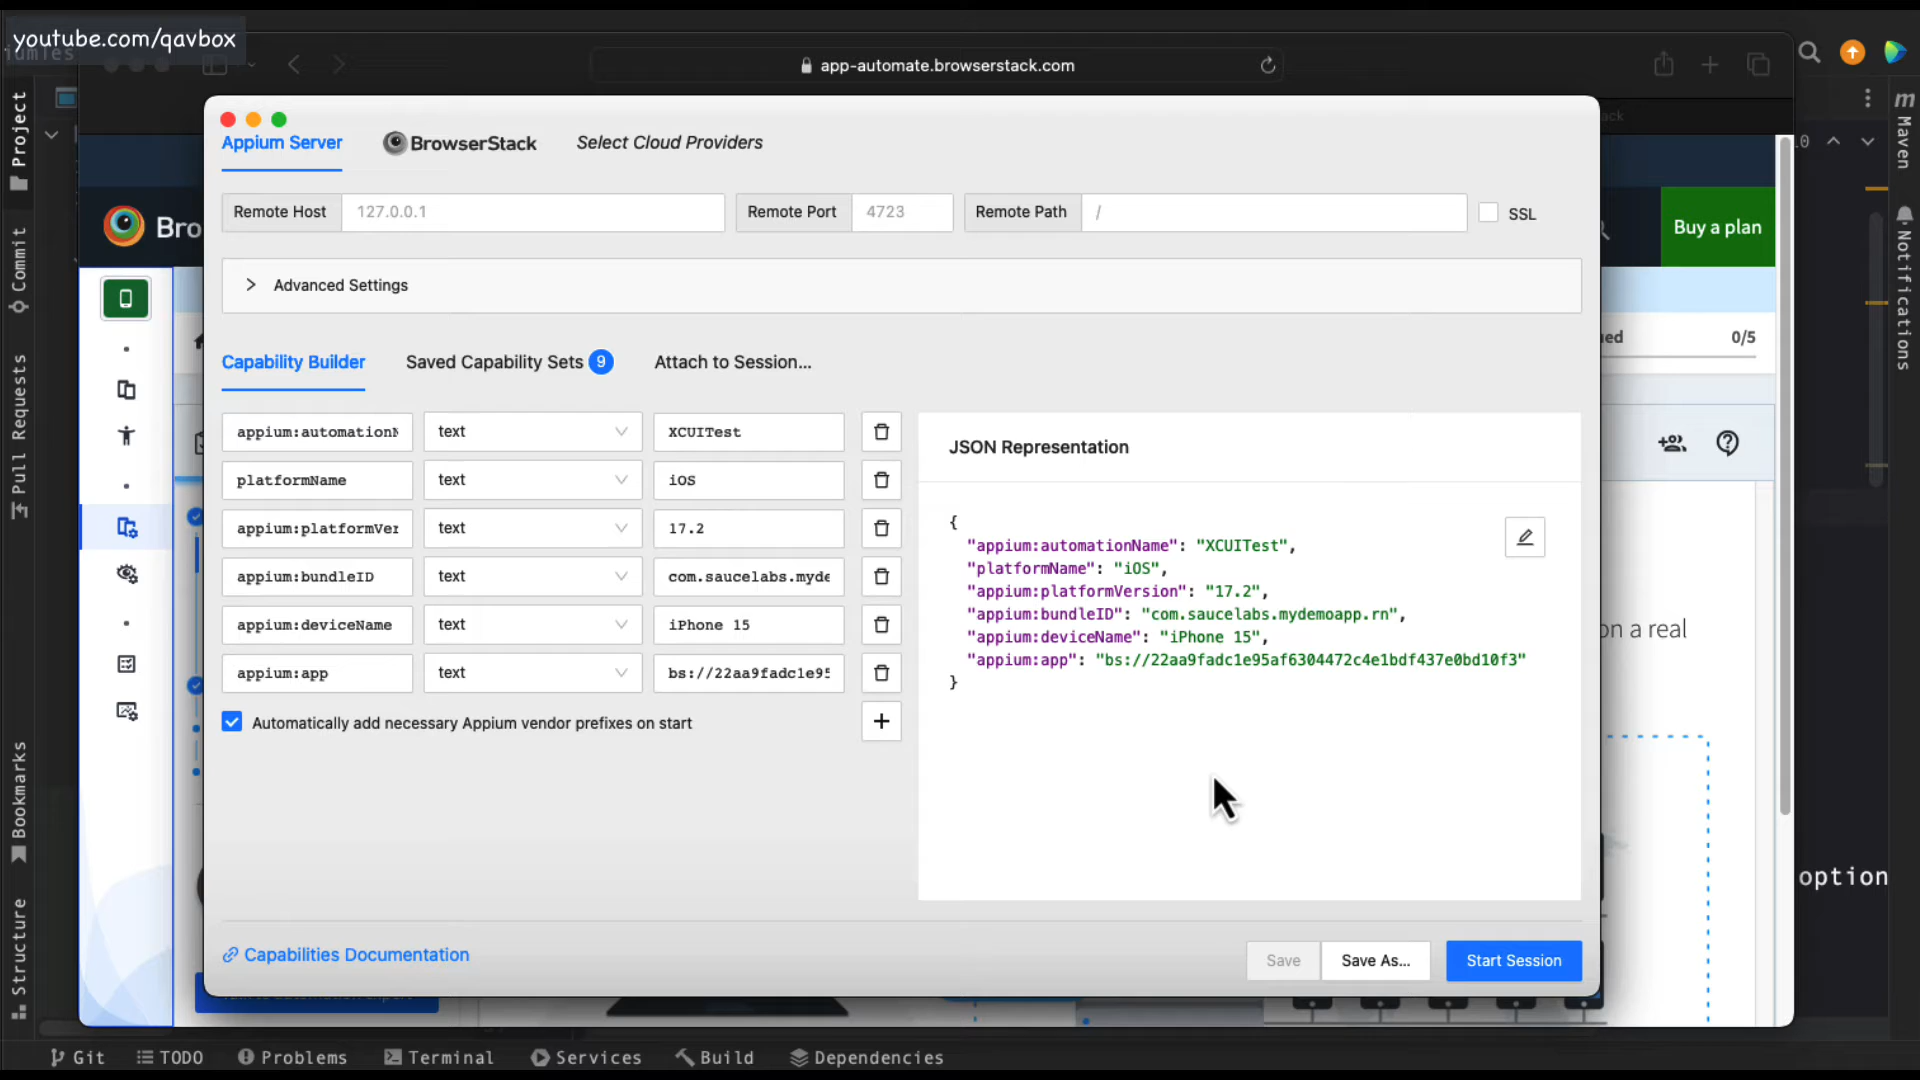 youtube.com/qavbox
iumTes
app-automate.browserstack.com
Project
Commit
Pull Requests
Bookmarks
Structure
Maven
Notifications
Appium Server
BrowserStack
Select Cloud Providers
Remote Host
127.0.0.1
Remote Port
4723
Remote Path
/
SSL
Bro
Buy a plan
Advanced Settings
0/5
Capability Builder
Saved Capability Sets 9
Attach to Session...
appium:automationN
text
XCUITest
platformName
text
iOS
appium:platformVer
text
17.2
appium:bundleID
text
com.saucelabs.myde
appium:deviceName
text
iPhone 15
appium:app
text
bs://22aa9fadc1e95
Automatically add necessary Appium vendor prefixes on start
JSON Representation
{
"appium:automationName": "XCUITest",
"platformName": "iOS",
"appium:platformVersion": "17.2",
"appium:bundleID": "com.saucelabs.mydemoapp.rn",
"appium:deviceName": "iPhone 15",
"appium:app": "bs://22aa9fadc1e95af6304472c4e1bdf437e0bd10f3"
}
on a real
option
Capabilities Documentation
Save
Save As...
Start Session
Git
TODO
Problems
Terminal
Services
Build
Dependencies